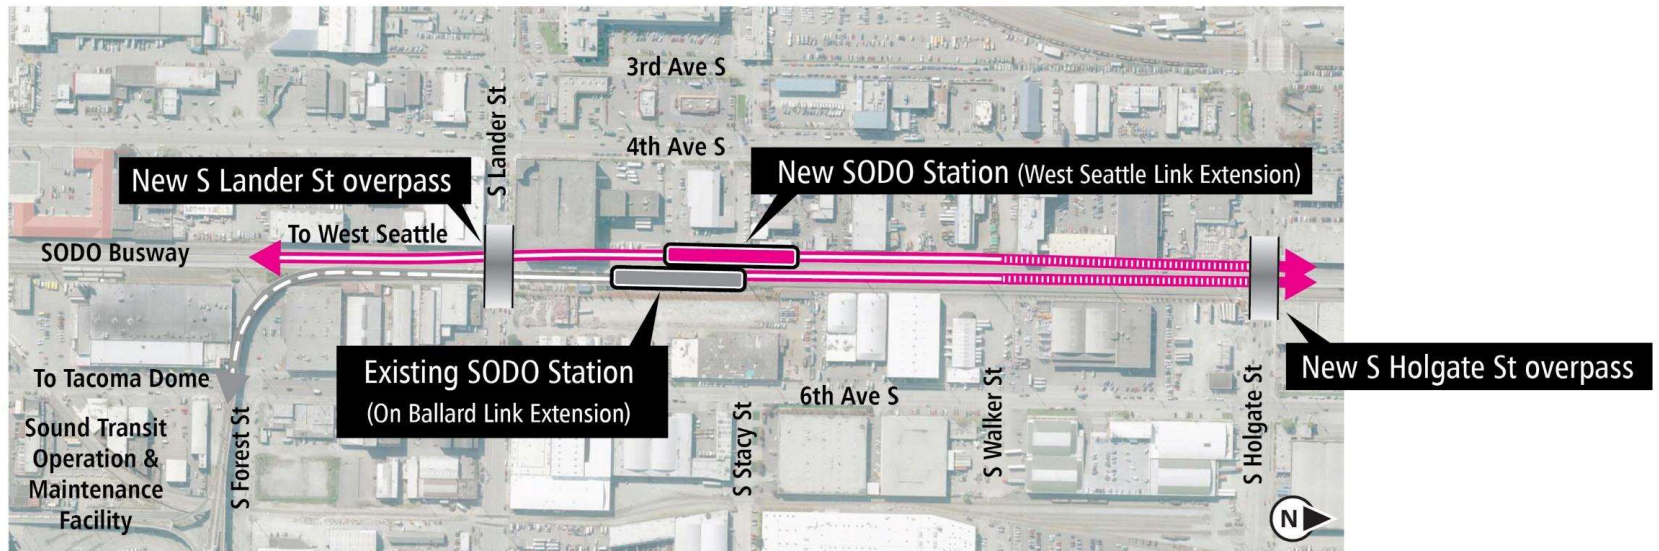 3rd Ave S
4th Ave S
S Lander St
New S Lander St overpass
New SODO Station (West Seattle Link Extension)
To West Seattle
SODO Busway
Existing SODO Station
(On Ballard Link Extension)
New S Holgate St overpass
To Tacoma Dome
6th Ave S
Sound Transit
Operation &
Maintenance
Facility
S Forest St
S Stacy St
S Walker St
S Holgate St
N